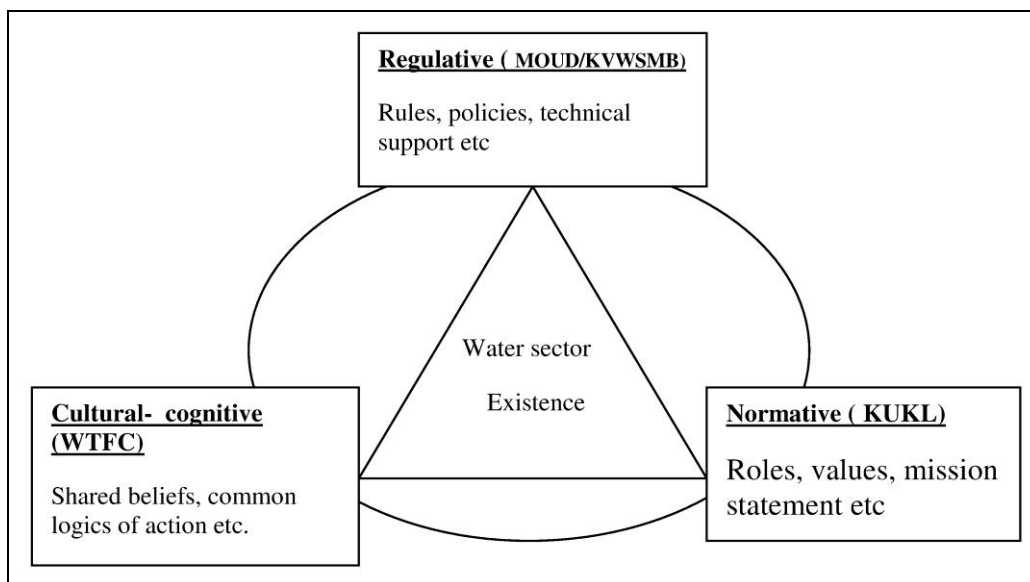 Regulative ( MOUD/KVWSMB)
Rules, policies, technical
support etc
Water sector
Existence
Cultural- cognitive
(WTFC)
Shared beliefs, common
logics of action etc.
Normative ( KUKL)
Roles, values, mission
statement etc